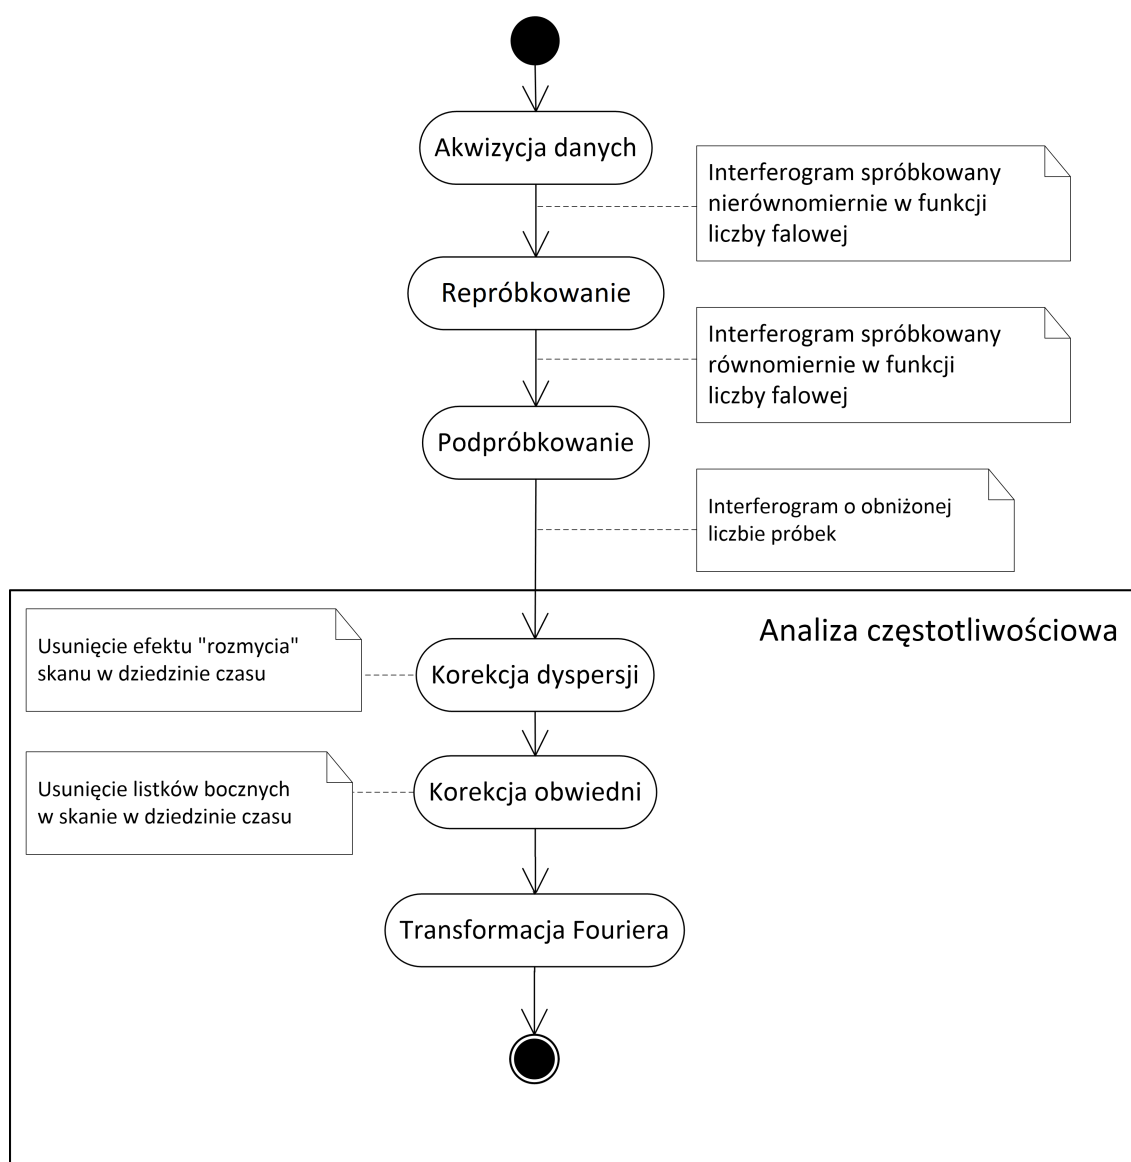 Akwizycja danych
Interferogram spróbkowany
nierównomiernie w funkcji
liczby falowej
Repróbkowanie
Interferogram spróbkowany
równomiernie w funkcji
liczby falowej
Podpróbkowanie
Interferogram o obniżonej
liczbie próbek
Analiza częstotliwościowa
Usunięcie efektu "rozmycia"
skanu w dziedzinie czasu
Korekcja dyspersji
Usunięcie listków bocznych
w skanie w dziedzinie czasu
Korekcja obwiedni
Transformacja Fouriera